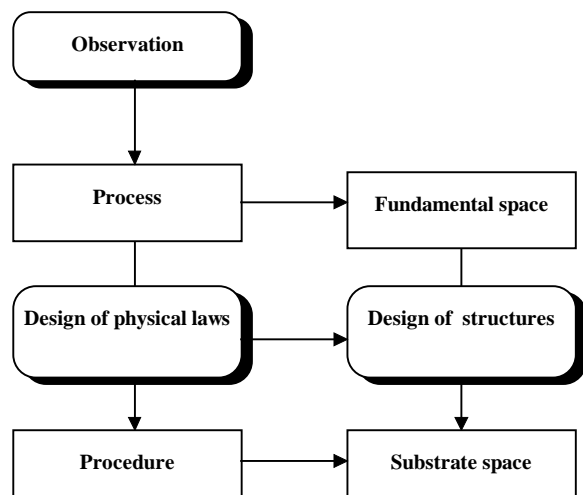 Observation
Process
Fundamental space
Design of physical laws
Design of structures
Procedure
Substrate space